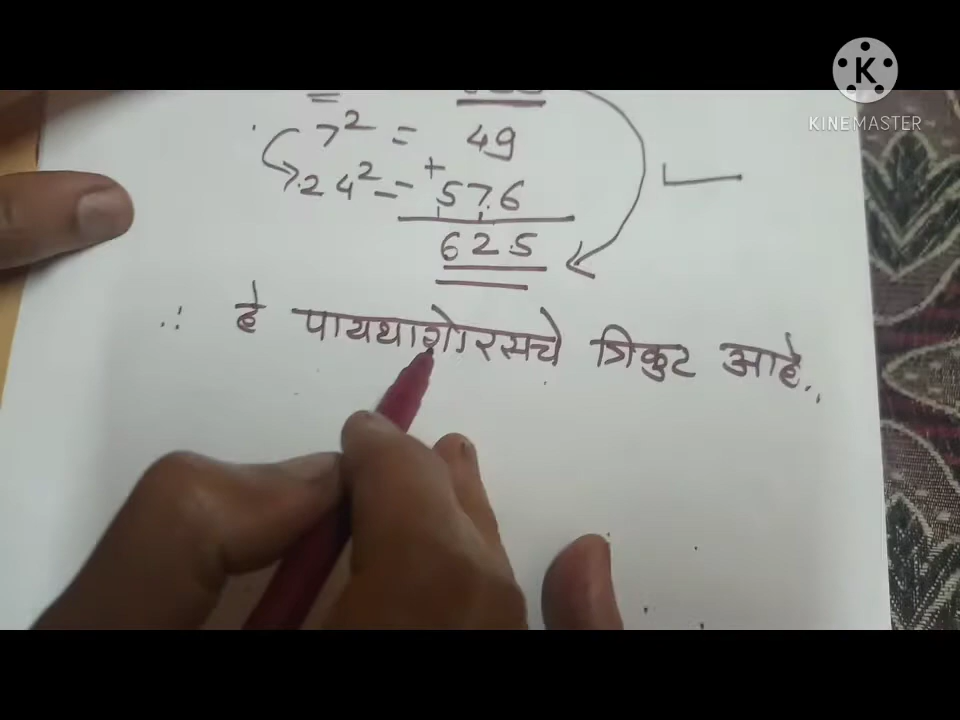 7² = 49
24² = + 576
625
∴ हे पायथागोरसचे त्रिकुट आहे.
K
KINEMASTER